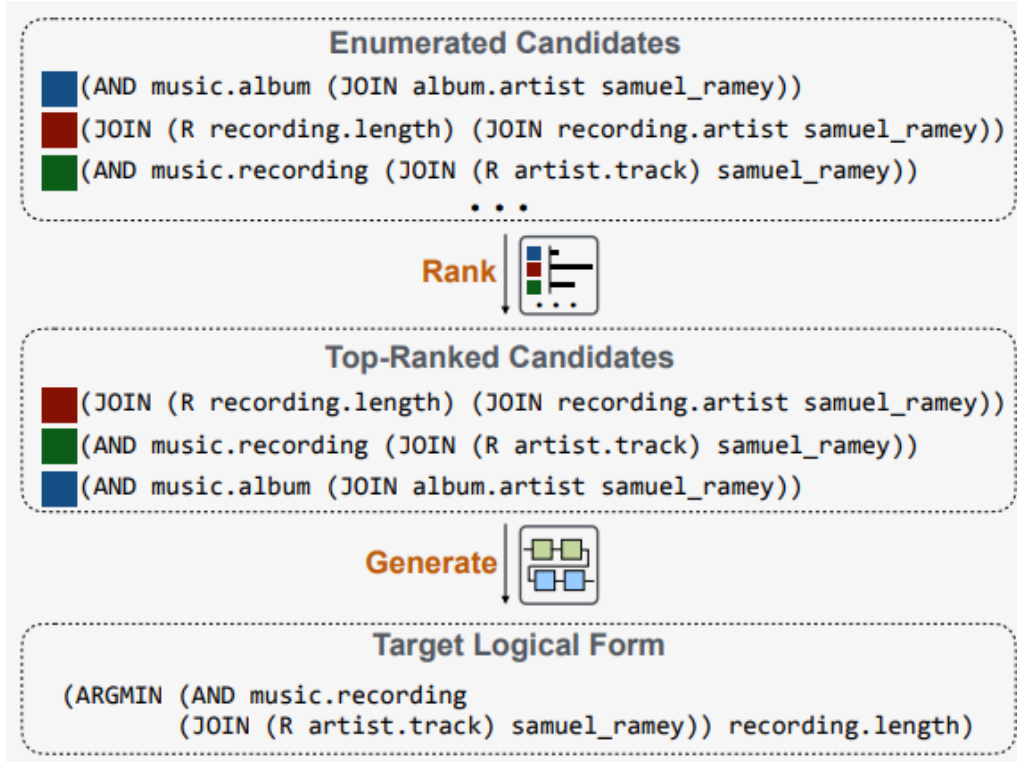 Enumerated Candidates
(AND music.album (JOIN album.artist samuel_ramey))
(JOIN (R recording.length) (JOIN recording.artist samuel_ramey))
(AND music.recording (JOIN (R artist.track) samuel_ramey))
...
Rank
...
Top-Ranked Candidates
(JOIN (R recording.length) (JOIN recording.artist samuel_ramey))
(AND music.recording (JOIN (R artist.track) samuel_ramey))
(AND music.album (JOIN album.artist samuel_ramey))
Generate
Target Logical Form
(ARGMIN (AND music.recording
(JOIN (R artist.track) samuel_ramey)) recording.length)